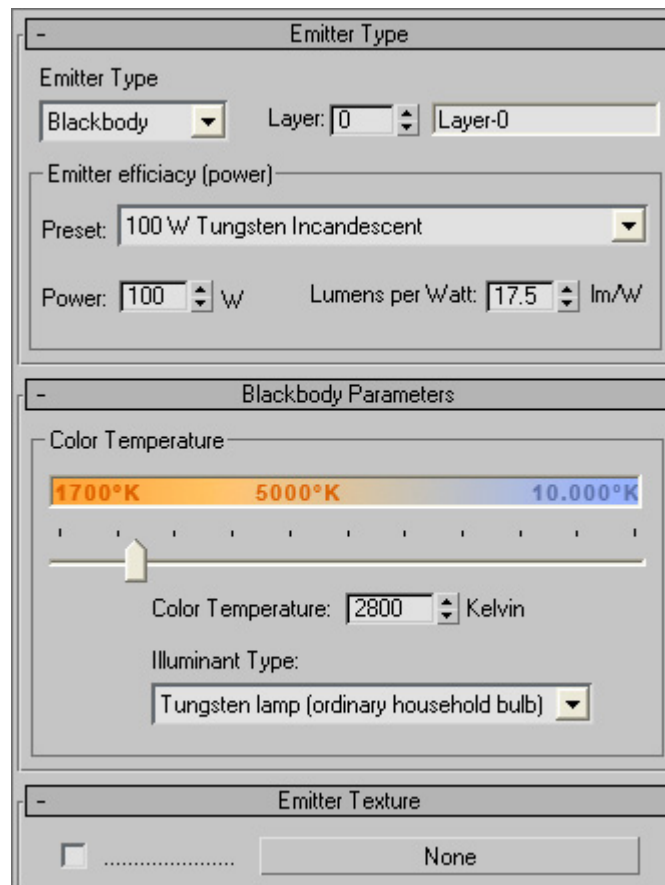 - Emitter Type
Emitter Type
Blackbody Layer: 0 Layer-0
Emitter efficiacy (power)
Preset: 100 W Tungsten Incandescent
Power: 100 W Lumens per Watt: 17.5 lm/W
- Blackbody Parameters
Color Temperature
1700°K 5000°K 10.000°K
Color Temperature: 2800 Kelvin
Illuminant Type:
Tungsten lamp (ordinary household bulb)
- Emitter Texture
...................... None